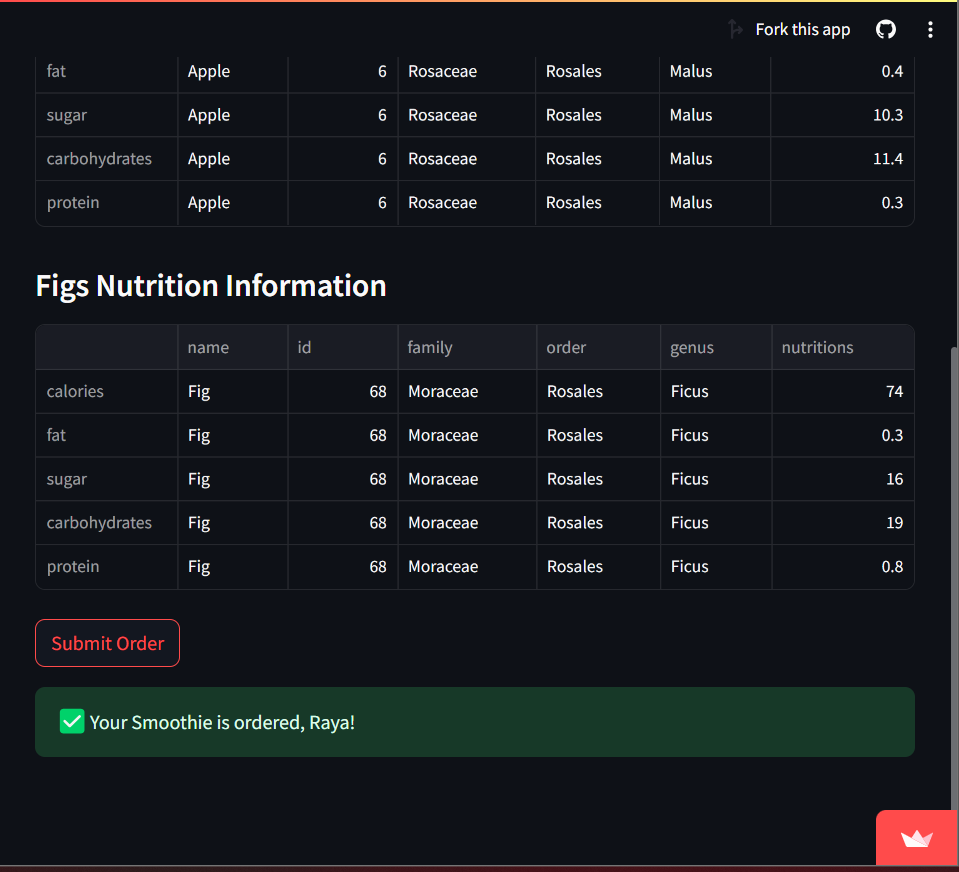 Fork this app
fat Apple 6 Rosaceae Rosales Malus 0.4
sugar Apple 6 Rosaceae Rosales Malus 10.3
carbohydrates Apple 6 Rosaceae Rosales Malus 11.4
protein Apple 6 Rosaceae Rosales Malus 0.3
Figs Nutrition Information
name id family order genus nutritions
calories Fig 68 Moraceae Rosales Ficus 74
fat Fig 68 Moraceae Rosales Ficus 0.3
sugar Fig 68 Moraceae Rosales Ficus 16
carbohydrates Fig 68 Moraceae Rosales Ficus 19
protein Fig 68 Moraceae Rosales Ficus 0.8
Submit Order
Your Smoothie is ordered, Raya!